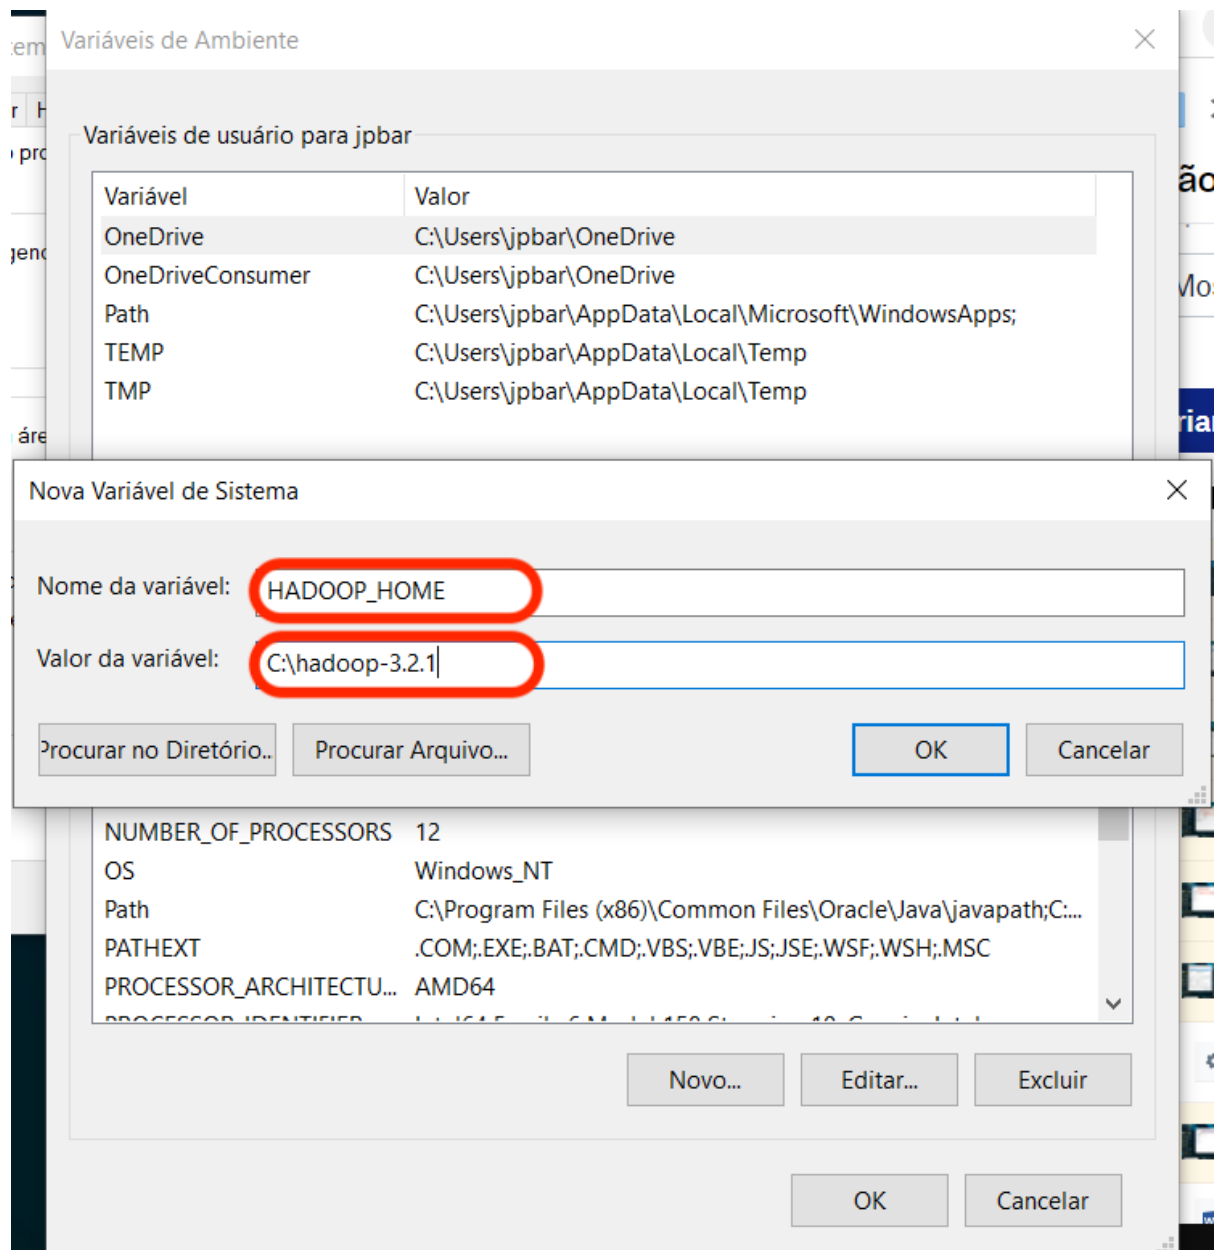 Variáveis de Ambiente
Variáveis de usuário para jpbar
Variável Valor
OneDrive C:\Users\jpbar\OneDrive
OneDriveConsumer C:\Users\jpbar\OneDrive
Path C:\Users\jpbar\AppData\Local\Microsoft\WindowsApps;
TEMP C:\Users\jpbar\AppData\Local\Temp
TMP C:\Users\jpbar\AppData\Local\Temp
Nova Variável de Sistema
Nome da variável: HADOOP_HOME
Valor da variável: C:\hadoop-3.2.1
Procurar no Diretório... Procurar Arquivo... OK Cancelar
NUMBER_OF_PROCESSORS 12
OS Windows_NT
Path C:\Program Files (x86)\Common Files\Oracle\Java\javapath;C:...
PATHEXT .COM;.EXE;.BAT;.CMD;.VBS;.VBE;.JS;.JSE;.WSF;.WSH;.MSC
PROCESSOR_ARCHITECTU... AMD64
Novo... Editar... Excluir
OK Cancelar